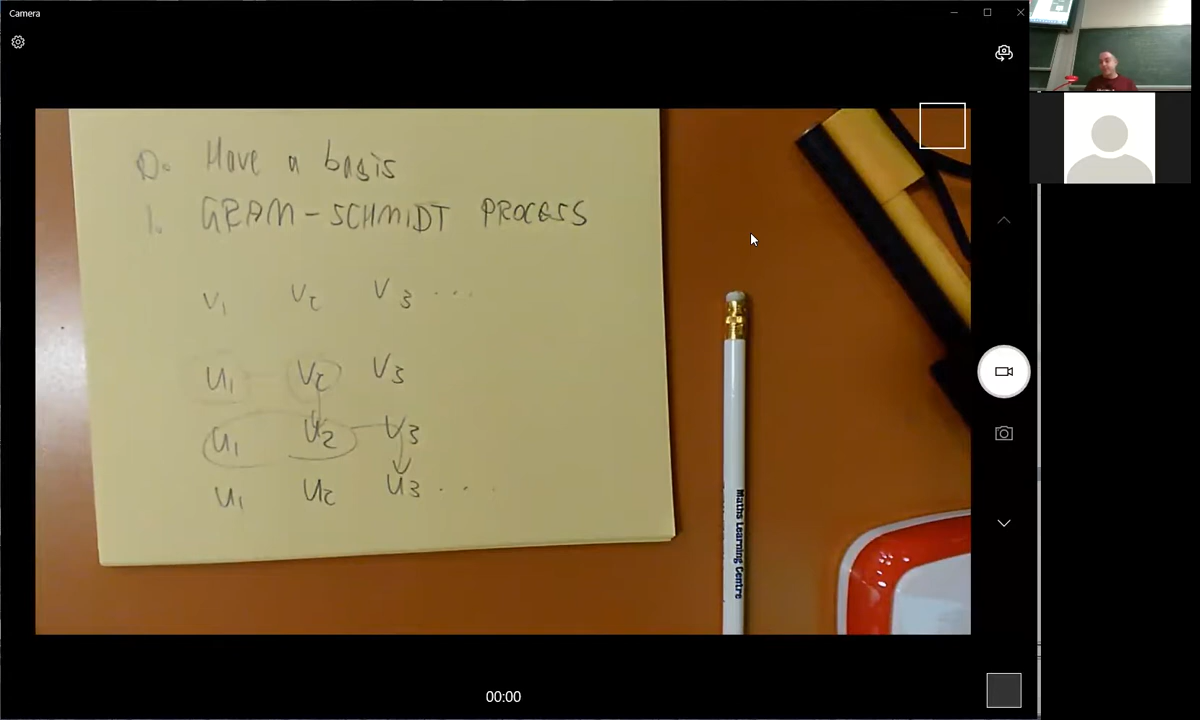 Camera
0. Have a basis
1. GRAM-SCHMIDT PROCESS
v1 v2 v3 ...
u1 v2 v3
u1 u2 v3
u1 u2 u3 ...
Maths Learning Centre
00:00